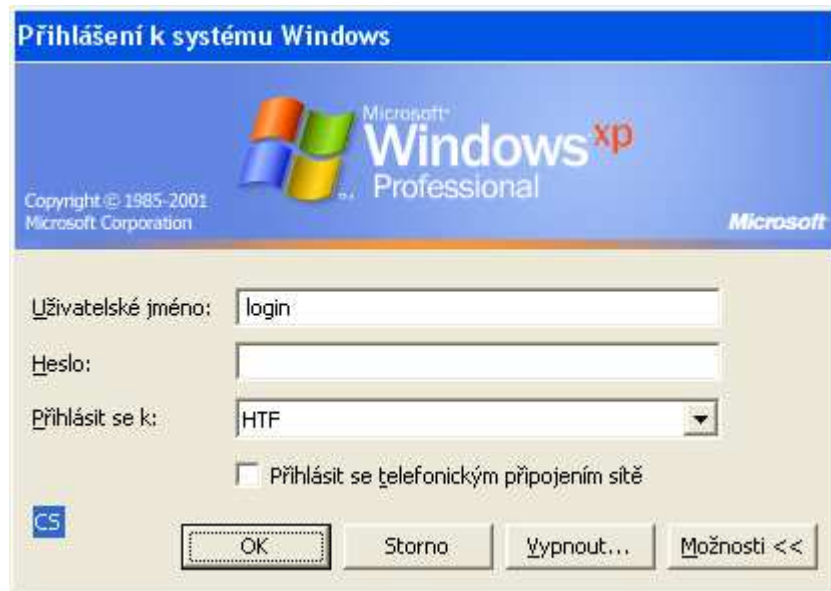 Přihlášení k systému Windows
Microsoft®
Windows xp
Professional
Copyright © 1985-2001
Microsoft Corporation
Microsoft
Uživatelské jméno: login
Heslo:
Přihlásit se k: HTF
Přihlásit se telefonickým připojením sítě
CS
OK Storno Vypnout... Možnosti <<